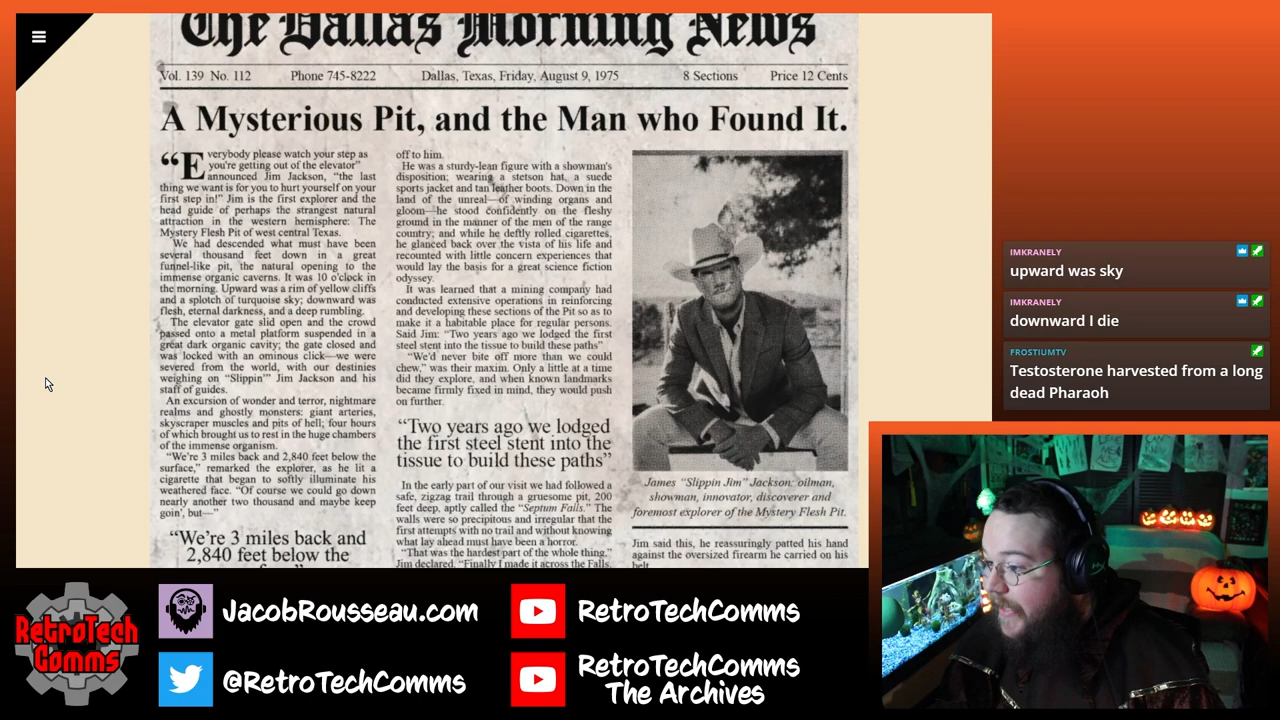 The Dallas Morning News
Vol. 139 No. 112 Phone 745-8222 Dallas, Texas, Friday, August 9, 1975 8 Sections Price 12 Cents
A Mysterious Pit, and the Man who Found It.
“Everybody please watch your step as
you're getting out of the elevator”
announced Jim Jackson, “the last
thing we want is for you to hurt yourself on your
first step in!” Jim is the first explorer and the
head guide of perhaps the strangest natural
attraction in the western hemisphere: The
Mystery Flesh Pit of west central Texas.
We had descended what must have been
several thousand feet down in a great
funnel-like pit, the natural opening to the
immense organic caverns. It was 10 o'clock in
the morning. Upward was a rim of yellow cliffs
and a splotch of turquoise sky; downward was
flesh, eternal darkness, and a deep rumbling.
The elevator gate slid open and the crowd
passed onto a metal platform suspended in a
great dark organic cavity; the gate closed and
was locked with an ominous click—we were
severed from the world, with our destinies
weighing on “Slippin'” Jim Jackson and his
staff of guides.
An excursion of wonder and terror, nightmare
realms and ghostly monsters: giant arteries,
skyscraper muscles and pits of hell; four hours
of which brought us to rest in the huge chambers
of the immense organism.
“We're 3 miles back and 2,840 feet below the
surface,” remarked the explorer, as he lit a
cigarette that began to softly illuminate his
weathered face. “Of course we could go down
nearly another two thousand and maybe keep
goin', but—”
“We're 3 miles back and
2,840 feet below the
off to him.
He was a sturdy-lean figure with a showman's
disposition; wearing a stetson hat, a suede
sports jacket and tan leather boots. Down in the
land of the unreal—of winding organs and
gloom—he stood confidently on the fleshy
ground in the manner of the men of the range
country; and while he deftly rolled cigarettes,
he glanced back over the vista of his life and
recounted with little concern experiences that
would lay the basis for a great science fiction
odyssey.
It was learned that a mining company had
conducted extensive operations in reinforcing
and developing these sections of the Pit so as to
make it a habitable place for regular persons.
Said Jim: “Two years ago we lodged the first
steel stent into the tissue to build these paths”
“We'd never bite off more than we could
chew,” was their maxim. Only a little at a time
did they explore, and when known landmarks
became firmly fixed in mind, they would push
on further.
“Two years ago we lodged
the first steel stent into the
tissue to build these paths”
In the early part of our visit we had followed a
safe, zigzag trail through a gruesome pit, 200
feet deep, aptly called the “Septum Falls.” The
walls were so precipitous and irregular that the
first attempts with no trail and without knowing
what lay ahead must have been a horror.
“That was the hardest part of the whole thing,”
Jim declared. “Finally I made it across the Falls,
James “Slippin Jim” Jackson: oilman,
showman, innovator, discoverer and
foremost explorer of the Mystery Flesh Pit.
Jim said this, he reassuringly patted his hand
against the oversized firearm he carried on his
belt.
IMKRANELY
upward was sky
IMKRANELY
downward I die
FROSTIUMTV
Testosterone harvested from a long
dead Pharaoh
RetroTech
Comms
JacobRousseau.com
@RetroTechComms
RetroTechComms
RetroTechComms
The Archives